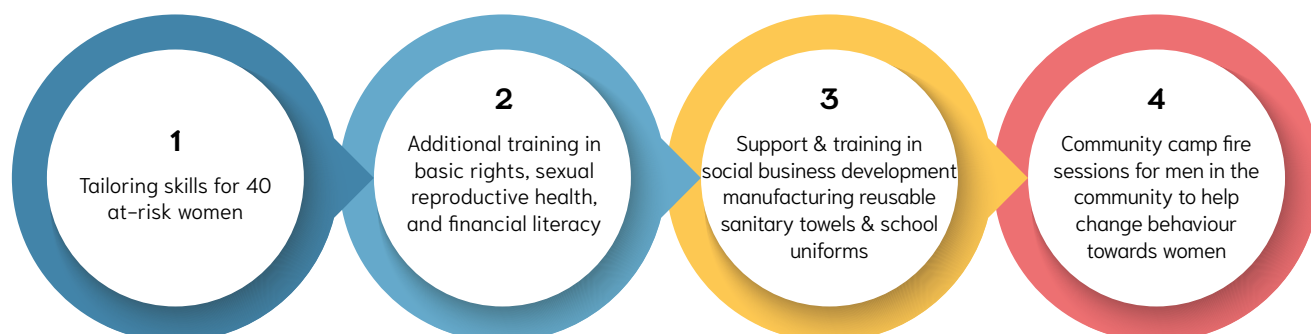 1
Tailoring skills for 40
at-risk women
2
Additional training in
basic rights, sexual
reproductive health,
and financial literacy
3
Support & training in
social business development
manufacturing reusable
sanitary towels & school
uniforms
4
Community camp fire
sessions for men in the
community to help
change behaviour
towards women